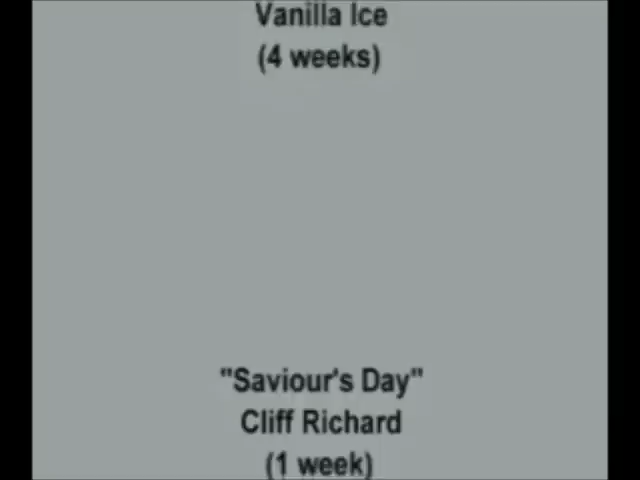 Vanilla Ice
(4 weeks)
"Saviour's Day"
Cliff Richard
(1 week)